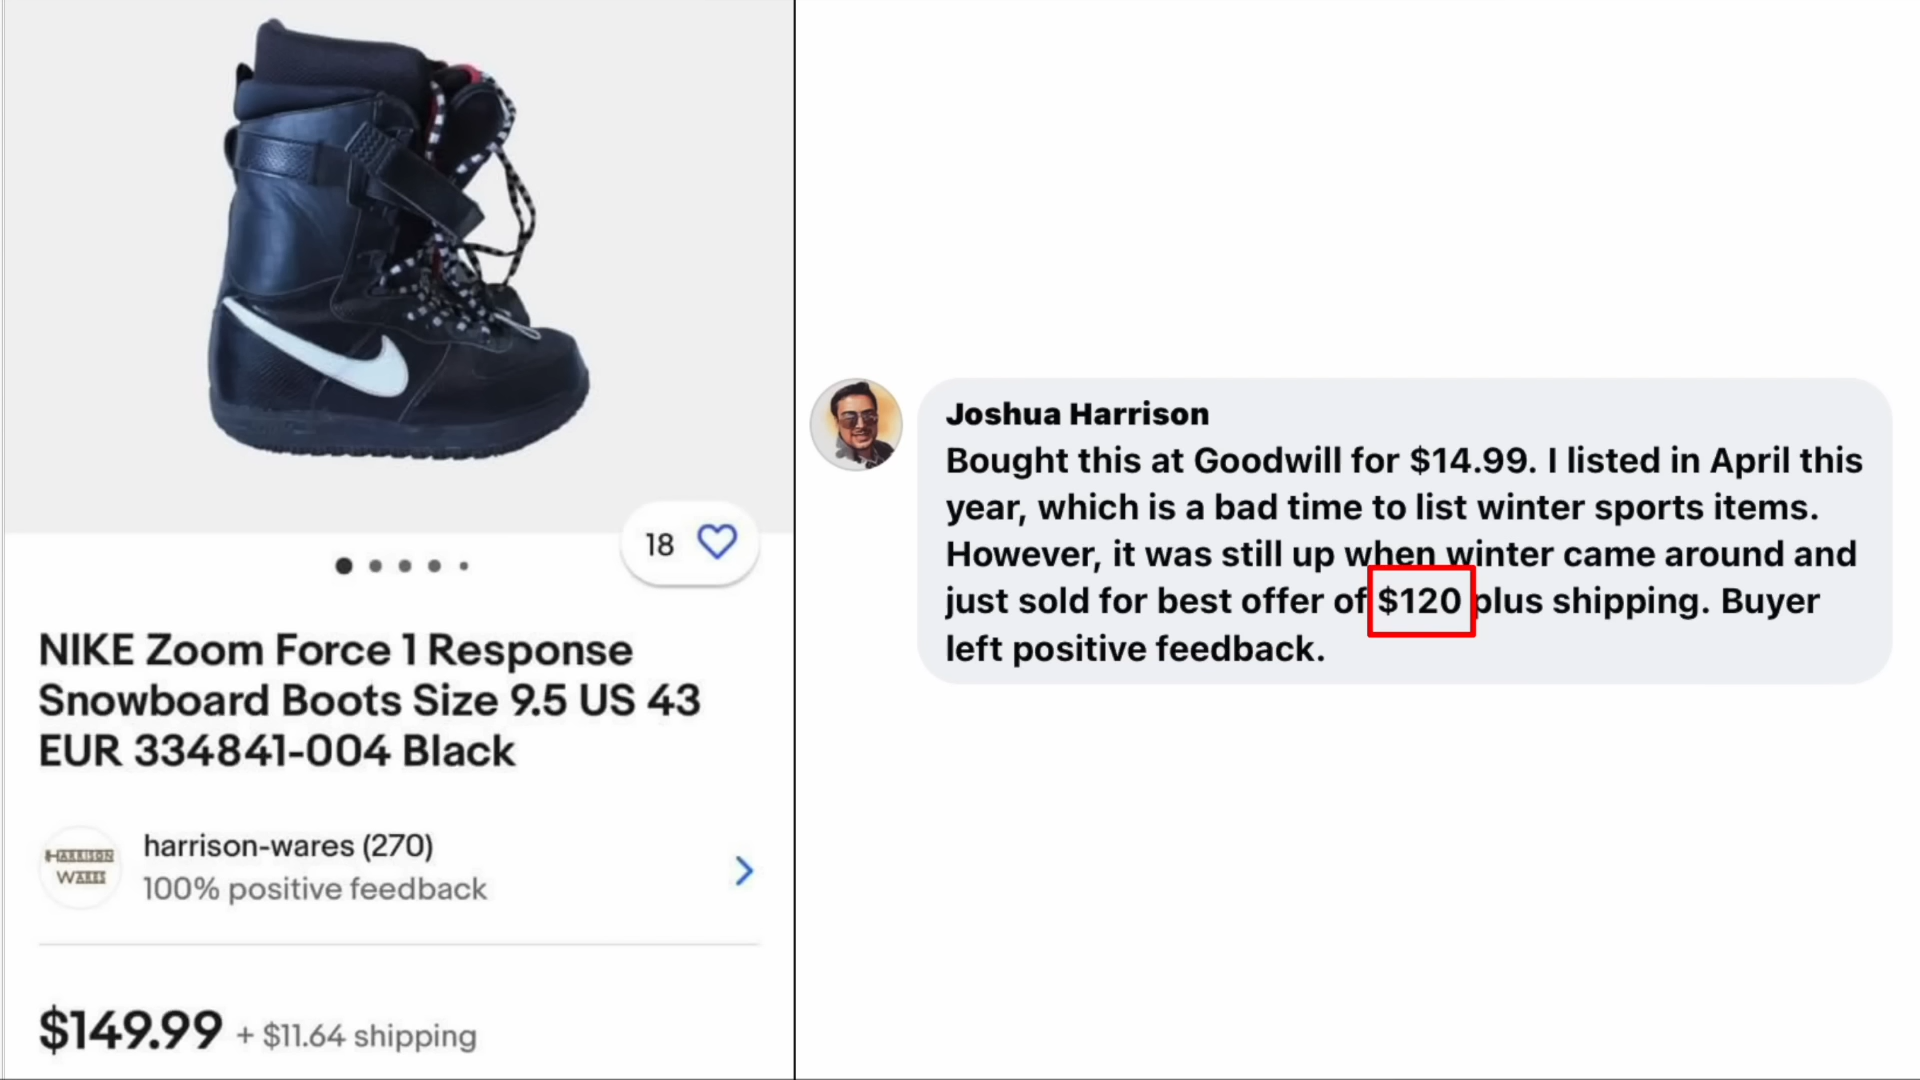 18
NIKE Zoom Force 1 Response
Snowboard Boots Size 9.5 US 43
EUR 334841-004 Black
HARRISON
WARES
harrison-wares (270)
100% positive feedback
$149.99 + $11.64 shipping
Joshua Harrison
Bought this at Goodwill for $14.99. I listed in April this
year, which is a bad time to list winter sports items.
However, it was still up when winter came around and
just sold for best offer of $120 plus shipping. Buyer
left positive feedback.